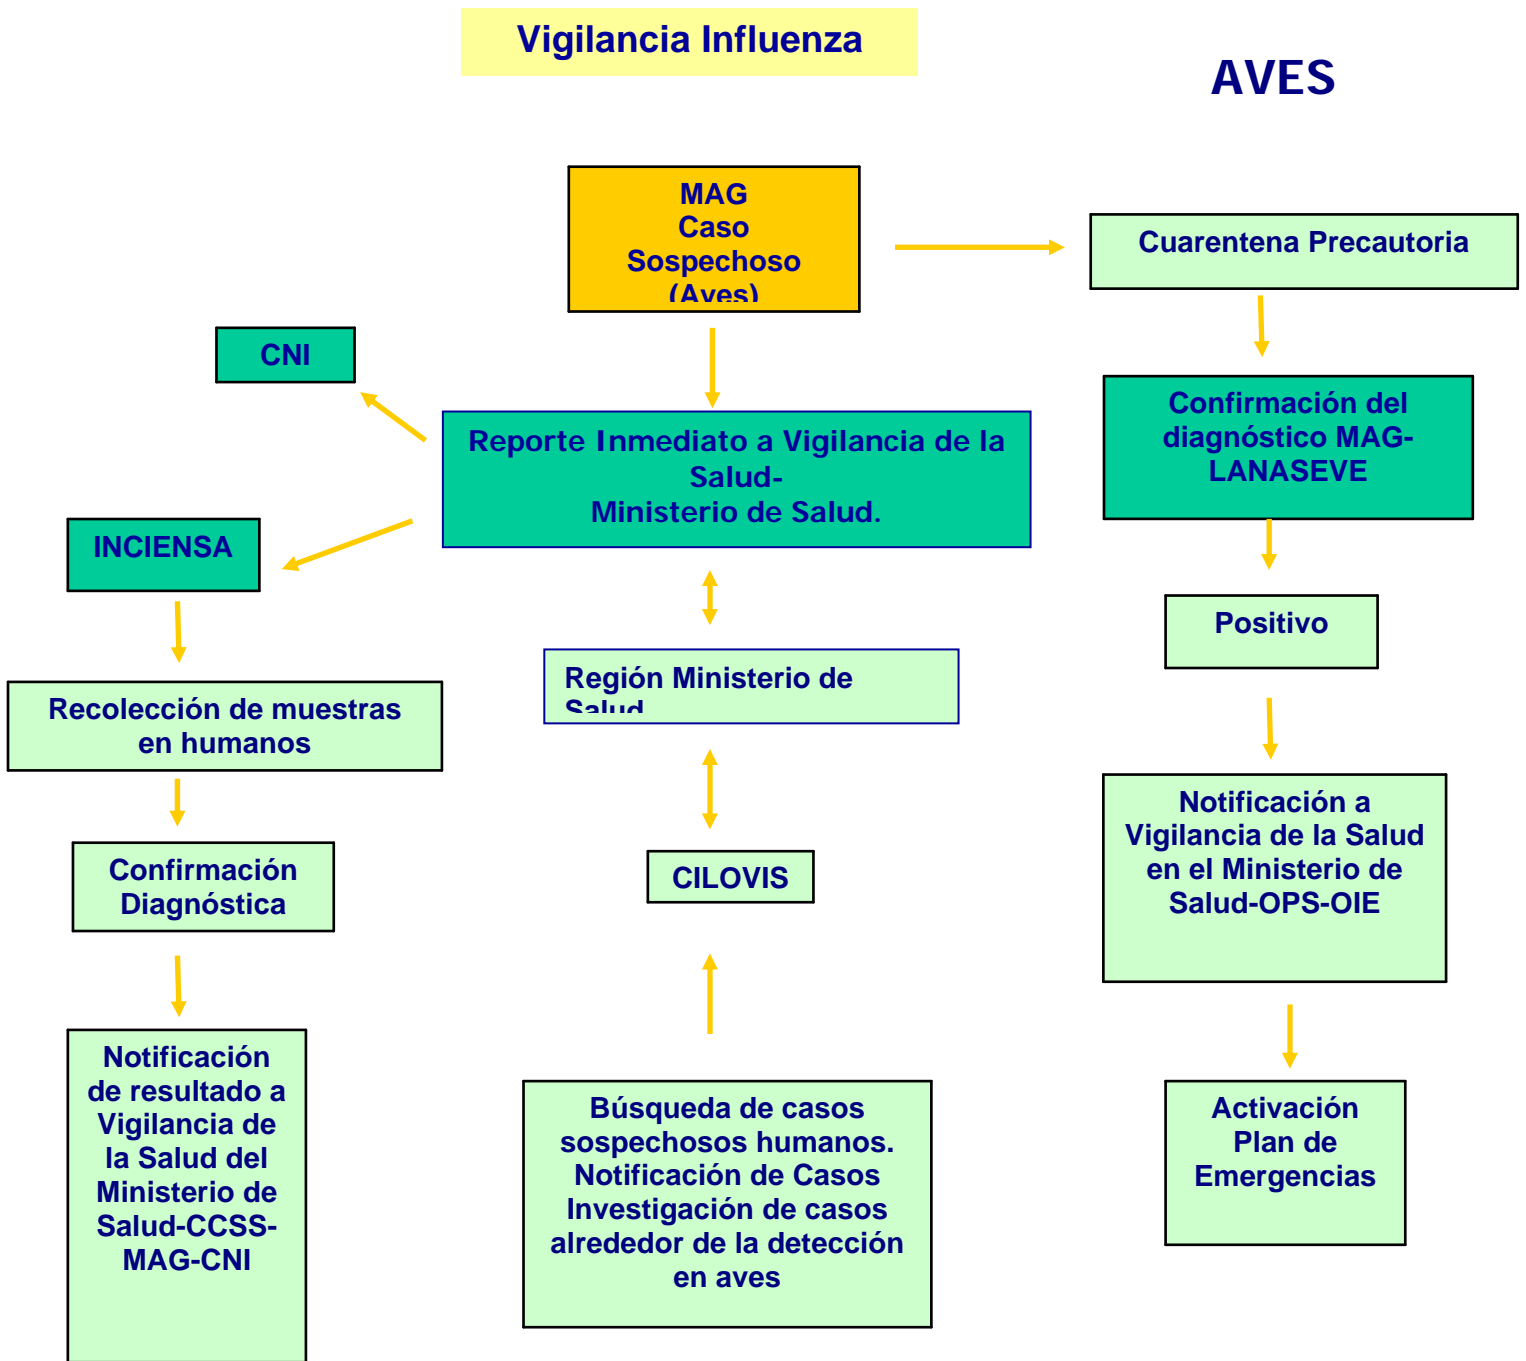 Vigilancia Influenza
AVES
MAG
Caso
Sospechoso
(Aves)
Cuarentena Precautoria
CNI
Reporte Inmediato a Vigilancia de la
Salud-
Ministerio de Salud.
Confirmación del
diagnóstico MAG-
LANASEVE
INCIENSA
Positivo
Región Ministerio de
Salud
Recolección de muestras
en humanos
Notificación a
Vigilancia de la Salud
en el Ministerio de
Salud-OPS-OIE
Confirmación
Diagnóstica
CILOVIS
Notificación
de resultado a
Vigilancia de
la Salud del
Ministerio de
Salud-CCSS-
MAG-CNI
Búsqueda de casos
sospechosos humanos.
Notificación de Casos
Investigación de casos
alrededor de la detección
en aves
Activación
Plan de
Emergencias